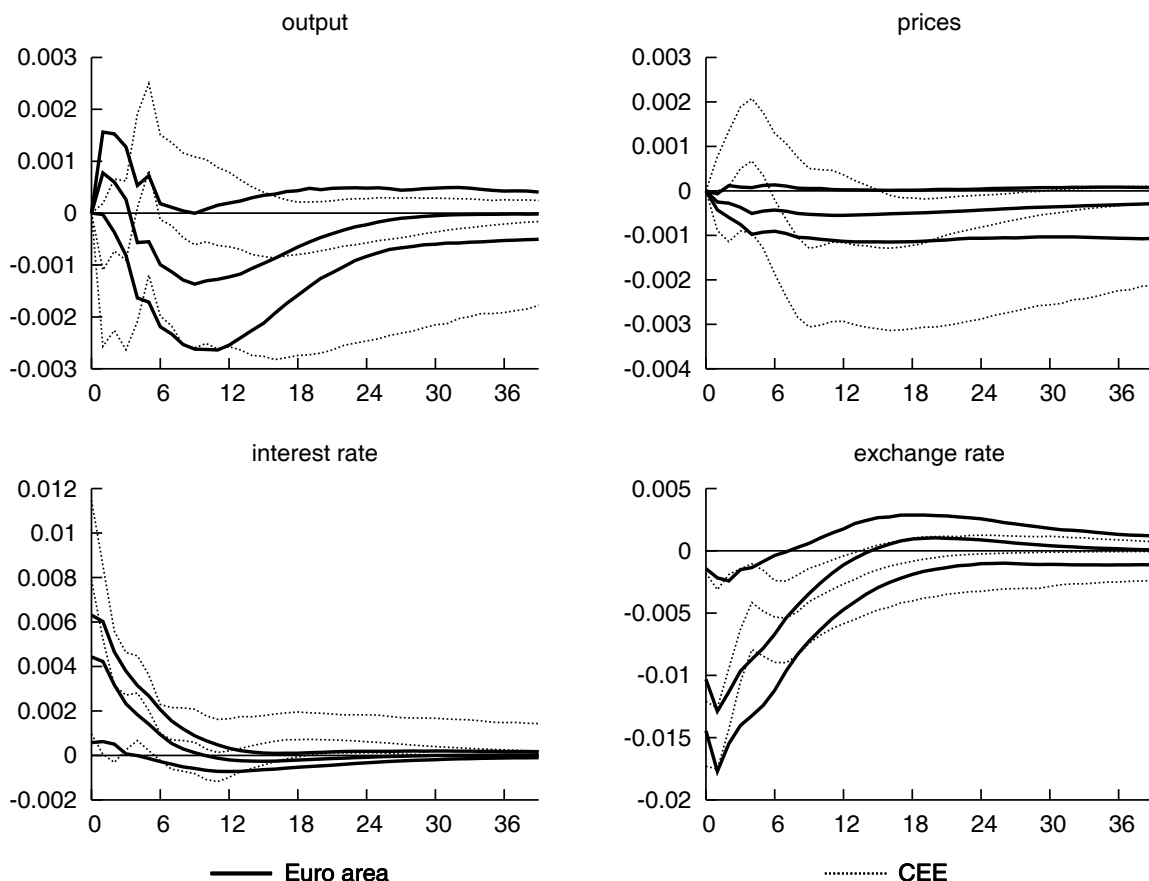 output
0.003
0.002
0.001
0
-0.001
-0.002
-0.003
0 6 12 18 24 30 36
prices
0.003
0.002
0.001
0
-0.001
-0.002
-0.003
-0.004
0 6 12 18 24 30 36
interest rate
0.012
0.01
0.008
0.006
0.004
0.002
0
-0.002
0 6 12 18 24 30 36
exchange rate
0.005
0
-0.005
-0.01
-0.015
-0.02
0 6 12 18 24 30 36
Euro area
CEE